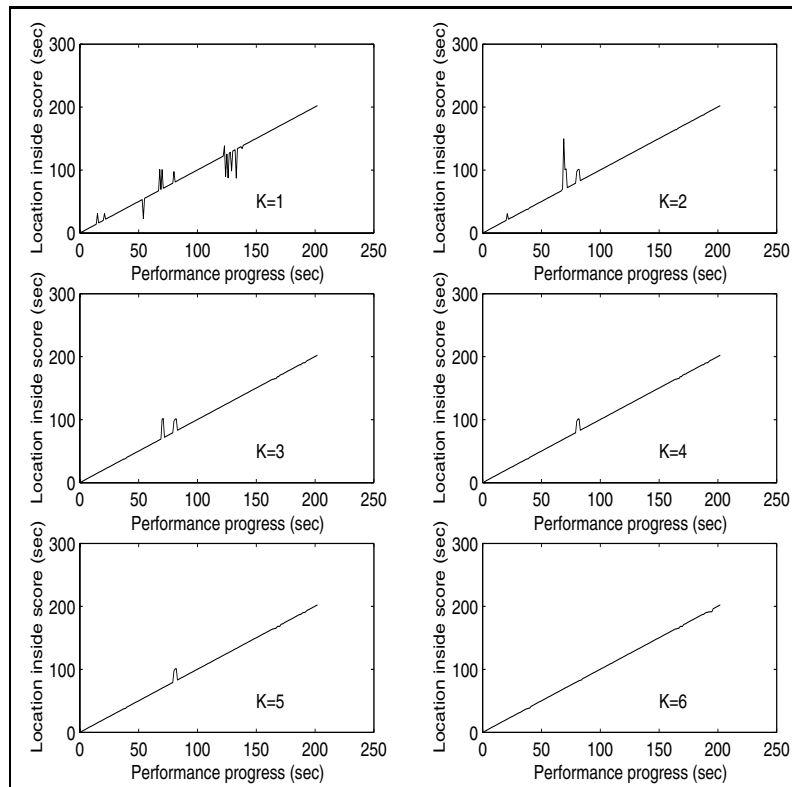 300
200
100
0
0 50 100 150 200 250
Location inside score (sec)
Performance progress (sec)
K=1
300
200
100
0
0 50 100 150 200 250
Location inside score (sec)
Performance progress (sec)
K=2
300
200
100
0
0 50 100 150 200 250
Location inside score (sec)
Performance progress (sec)
K=3
300
200
100
0
0 50 100 150 200 250
Location inside score (sec)
Performance progress (sec)
K=4
300
200
100
0
0 50 100 150 200 250
Location inside score (sec)
Performance progress (sec)
K=5
300
200
100
0
0 50 100 150 200 250
Location inside score (sec)
Performance progress (sec)
K=6